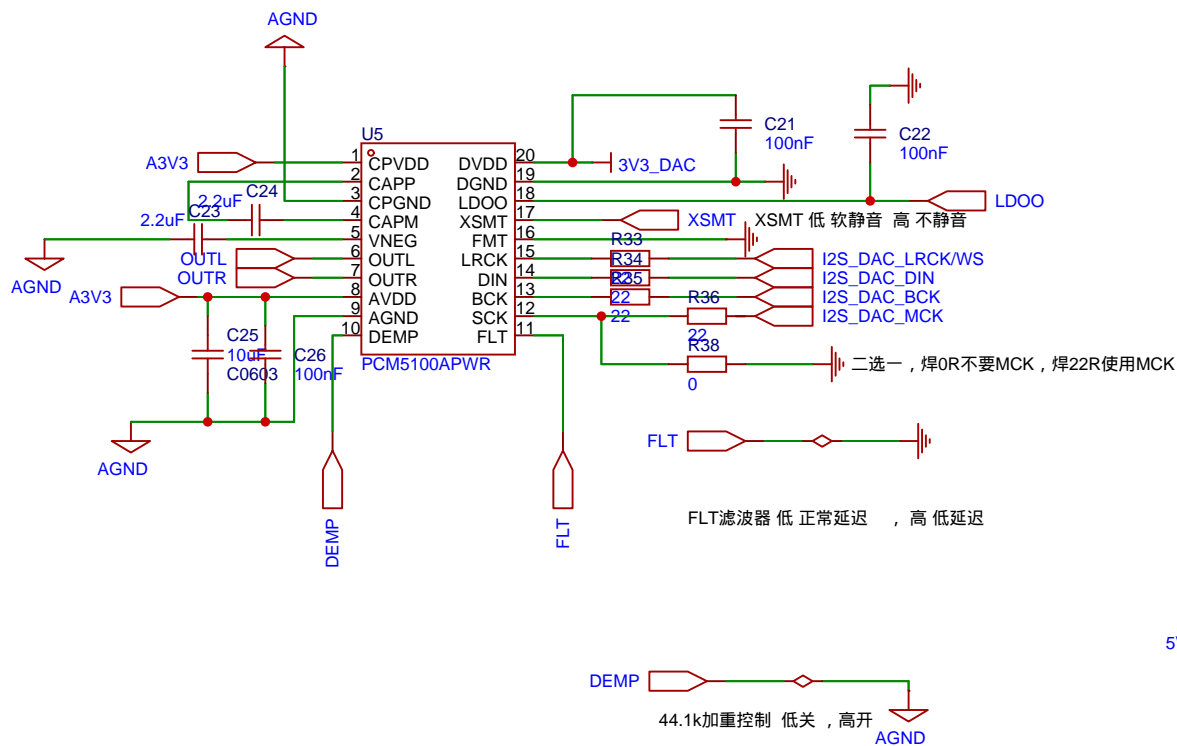 AGND
U5
A3V3
1 CPVDD
2 CAPP
3 CPGND
4 CAPM
5 VNEG
6 OUTL
7 OUTR
8 AVDD
9 AGND
10 DEMP
DVDD 20
DGND 19
LDOO 18
XSMT 17
FMT 16
LRCK 15
DIN 14
BCK 13
SCK 12
FLT 11
PCM5100APWR
C24
2.2uF
C23
2.2uF
AGND
OUTL
OUTR
A3V3
C25
10uF
C0603
C26
100nF
AGND
DEMP
FLT
3V3_DAC
C21
100nF
C22
100nF
LDOO
XSMT
XSMT 低 软静音 高 不静音
R33
R34
22
R35
22
22
I2S_DAC_LRCK/WS
I2S_DAC_DIN
I2S_DAC_BCK
I2S_DAC_MCK
R36
22
R38
0
二选一，焊0R不要MCK，焊22R使用MCK
FLT
FLT滤波器 低 正常延迟 ，高 低延迟
DEMP
44.1k加重控制 低关 ，高开
AGND